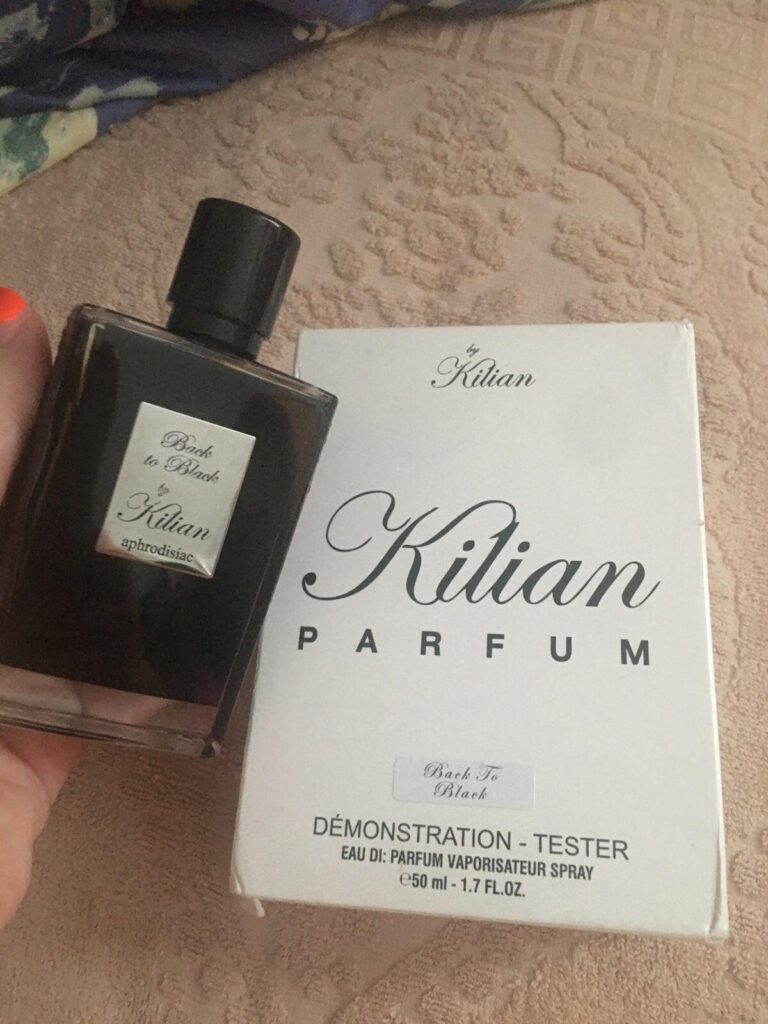 Back
to Black
by
Kilian
aphrodisiac
by
Kilian
Kilian
PARFUM
Back To
Black
DÉMONSTRATION - TESTER
EAU DI: PARFUM VAPORISATEUR SPRAY
℮50 ml - 1.7 FL.OZ.